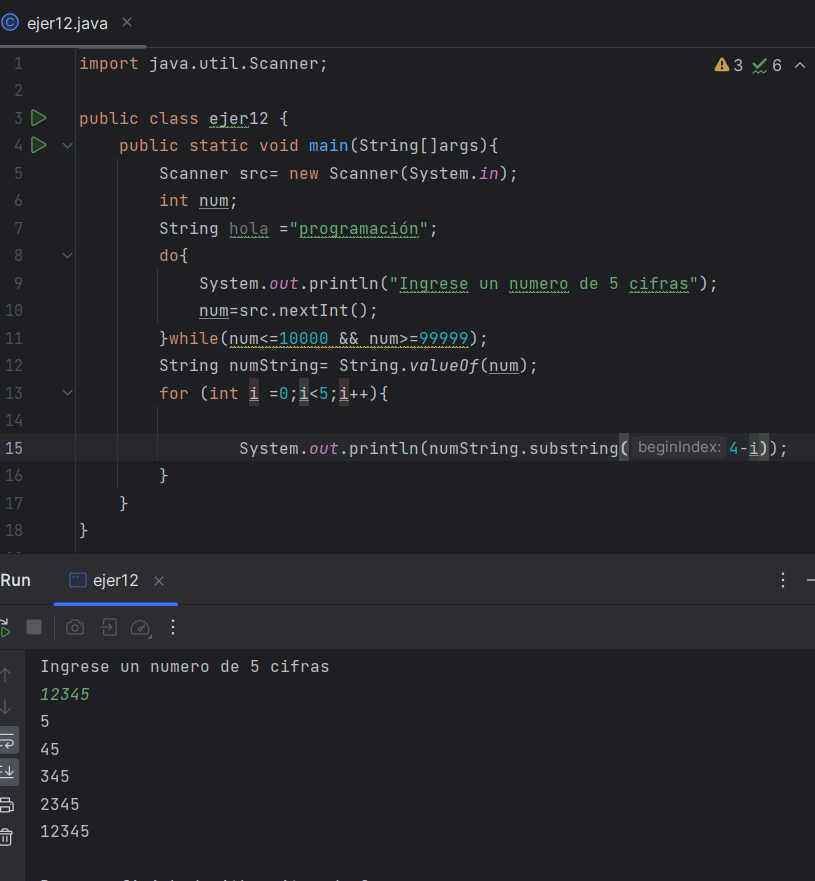 ejer12.java
1 import java.util.Scanner; 3 6
2
3 public class ejer12 {
4 public static void main(String[]args){
5 Scanner src= new Scanner(System.in);
6 int num;
7 String hola ="programación";
8 do{
9 System.out.println("Ingrese un numero de 5 cifras");
10 num=src.nextInt();
11 }while(num<=10000 && num>=99999);
12 String numString= String.valueOf(num);
13 for (int i =0;i<5;i++){
14
15 System.out.println(numString.substring( beginIndex: 4-i));
16 }
17 }
18 }
Run ejer12
Ingrese un numero de 5 cifras
12345
5
45
345
2345
12345